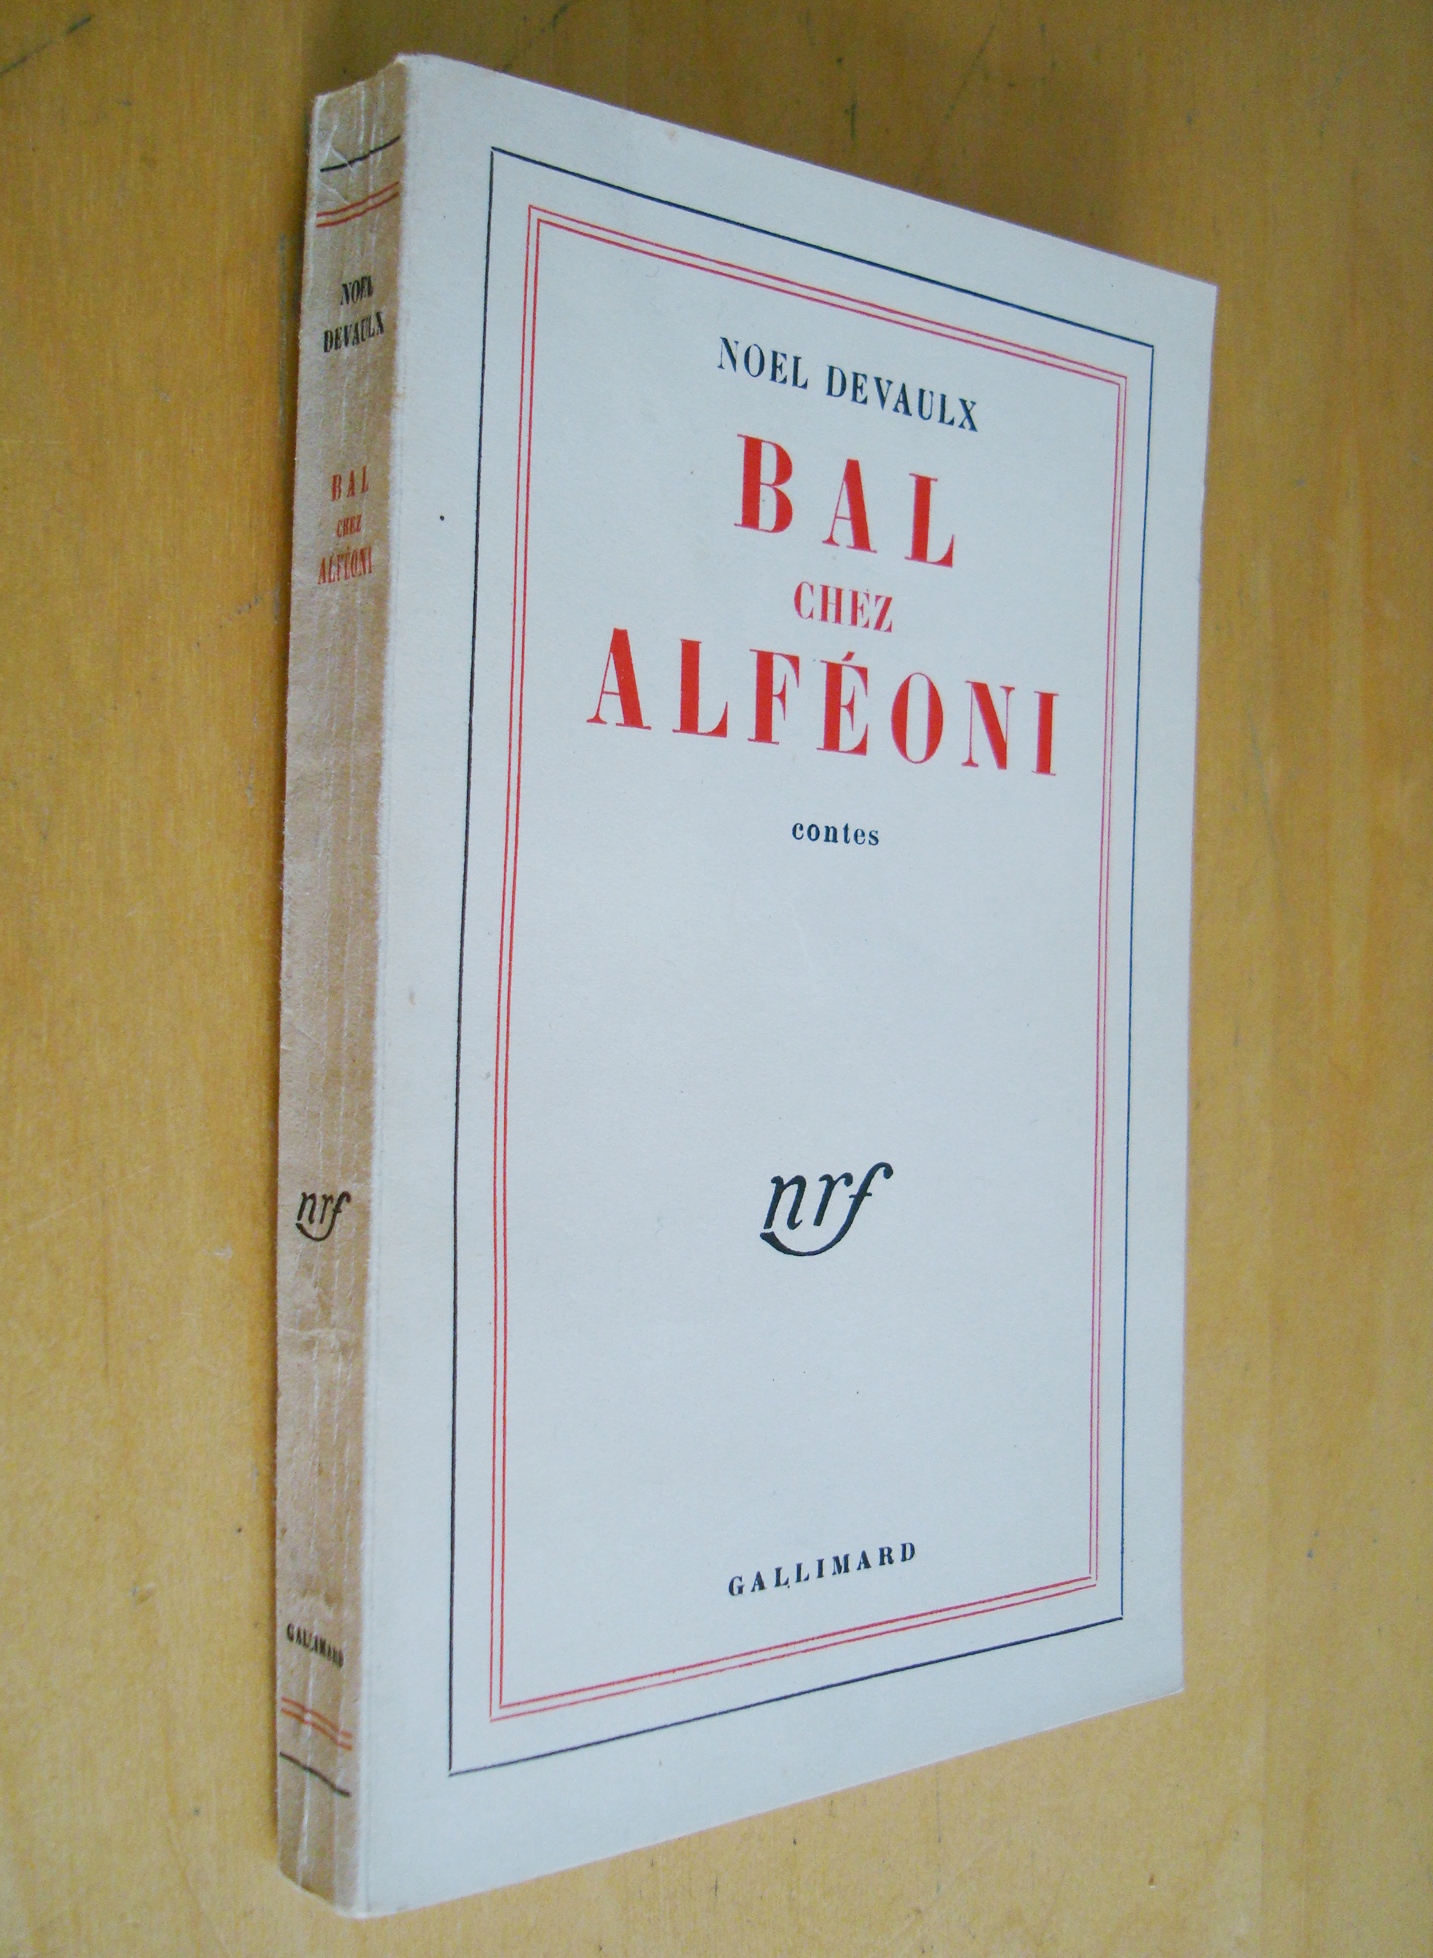 NOEL
DEVAULX
BAL
CHEZ
ALFÉONI
nrf
GALLIMARD
NOEL DEVAULX
BAL
CHEZ
ALFÉONI
contes
nrf
GALLIMARD